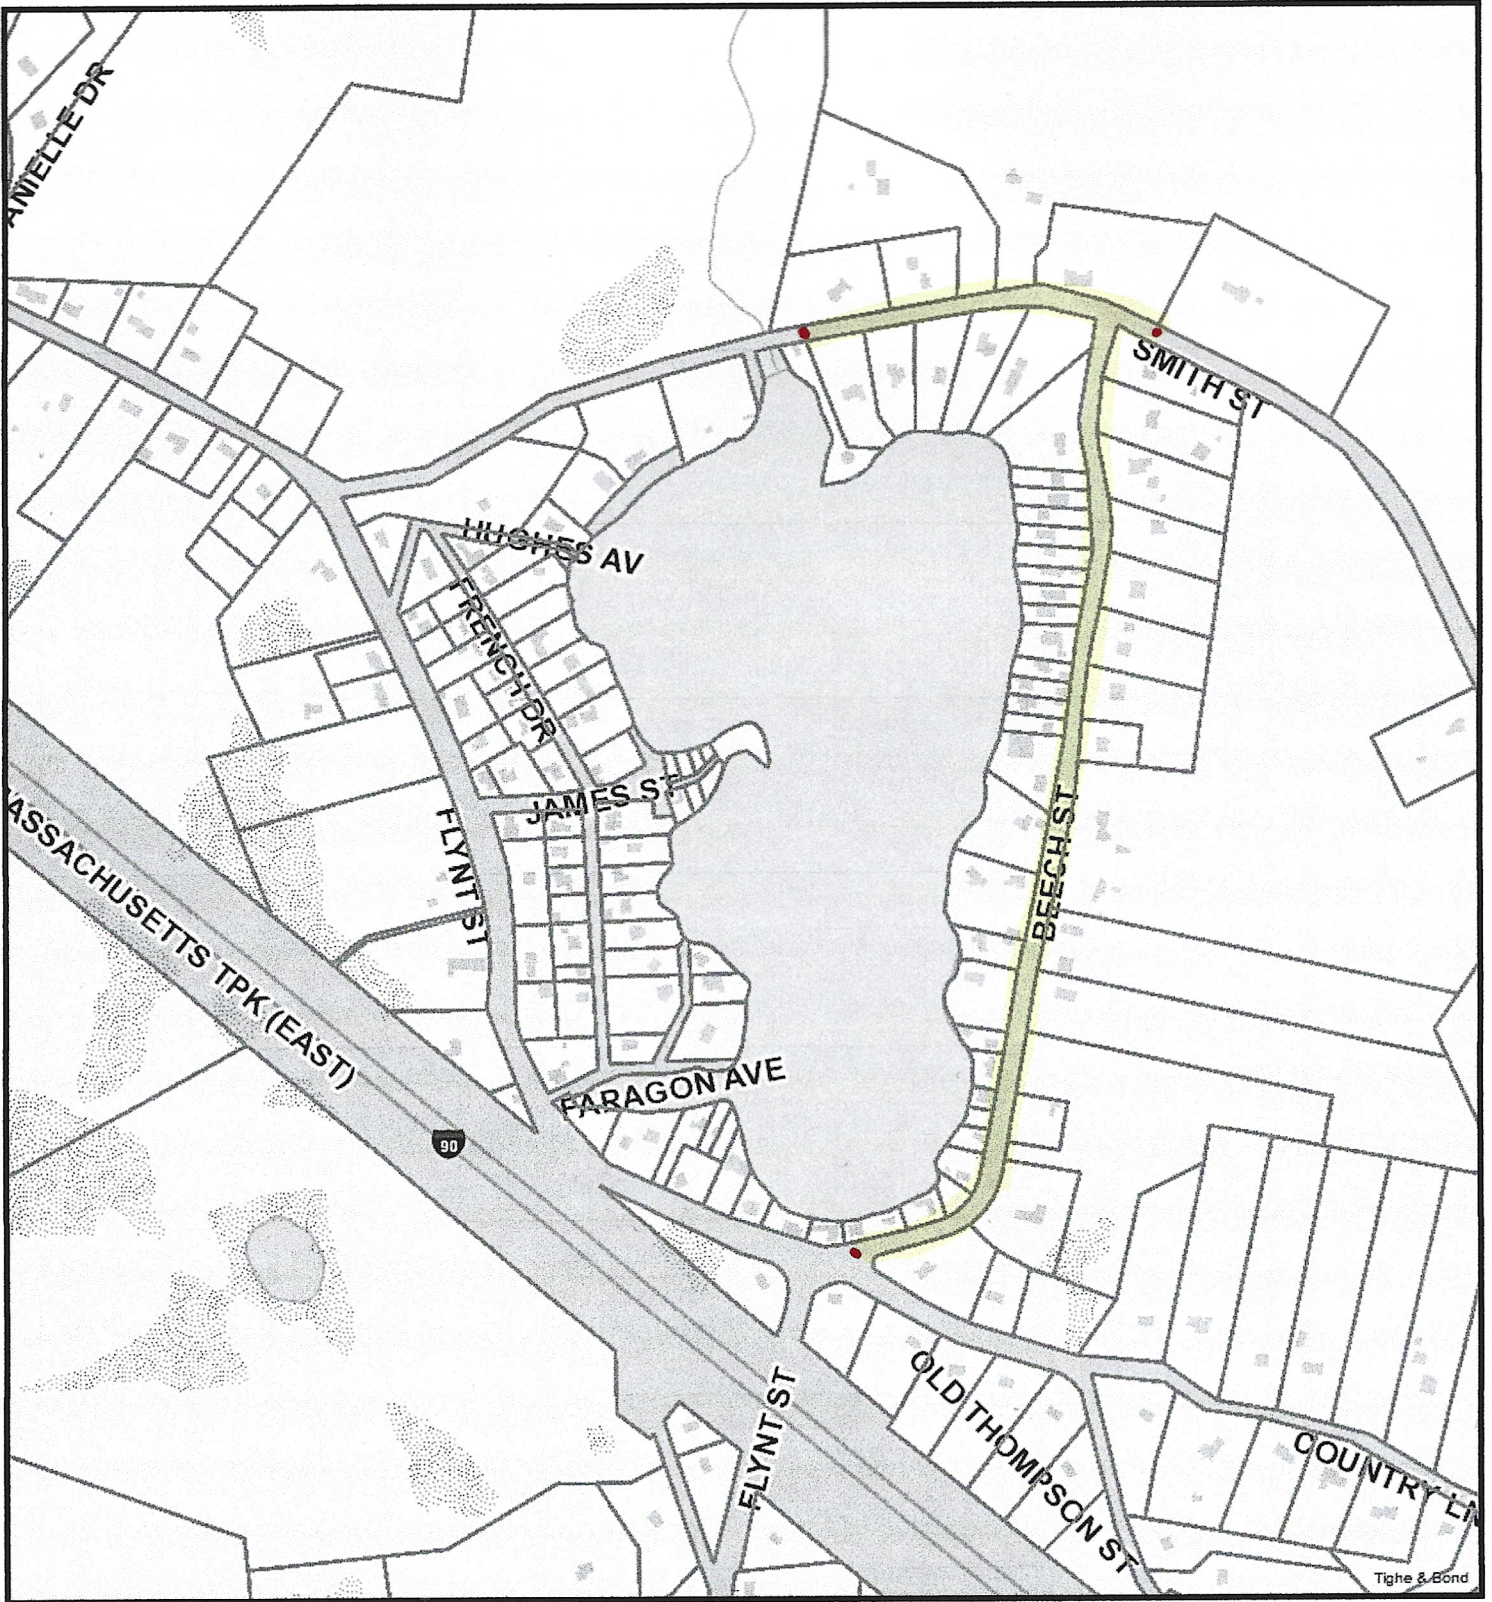 ANIELLE DR
SMITH ST
HUGHES AV
FRENCH DR
JAMES ST
FLYNT ST
BEECH ST
ASSACHUSETTS TPK (EAST)
PARAGON AVE
90
FLYNT ST
OLD THOMPSON ST
COUNTRY LN
Tighe & Bond